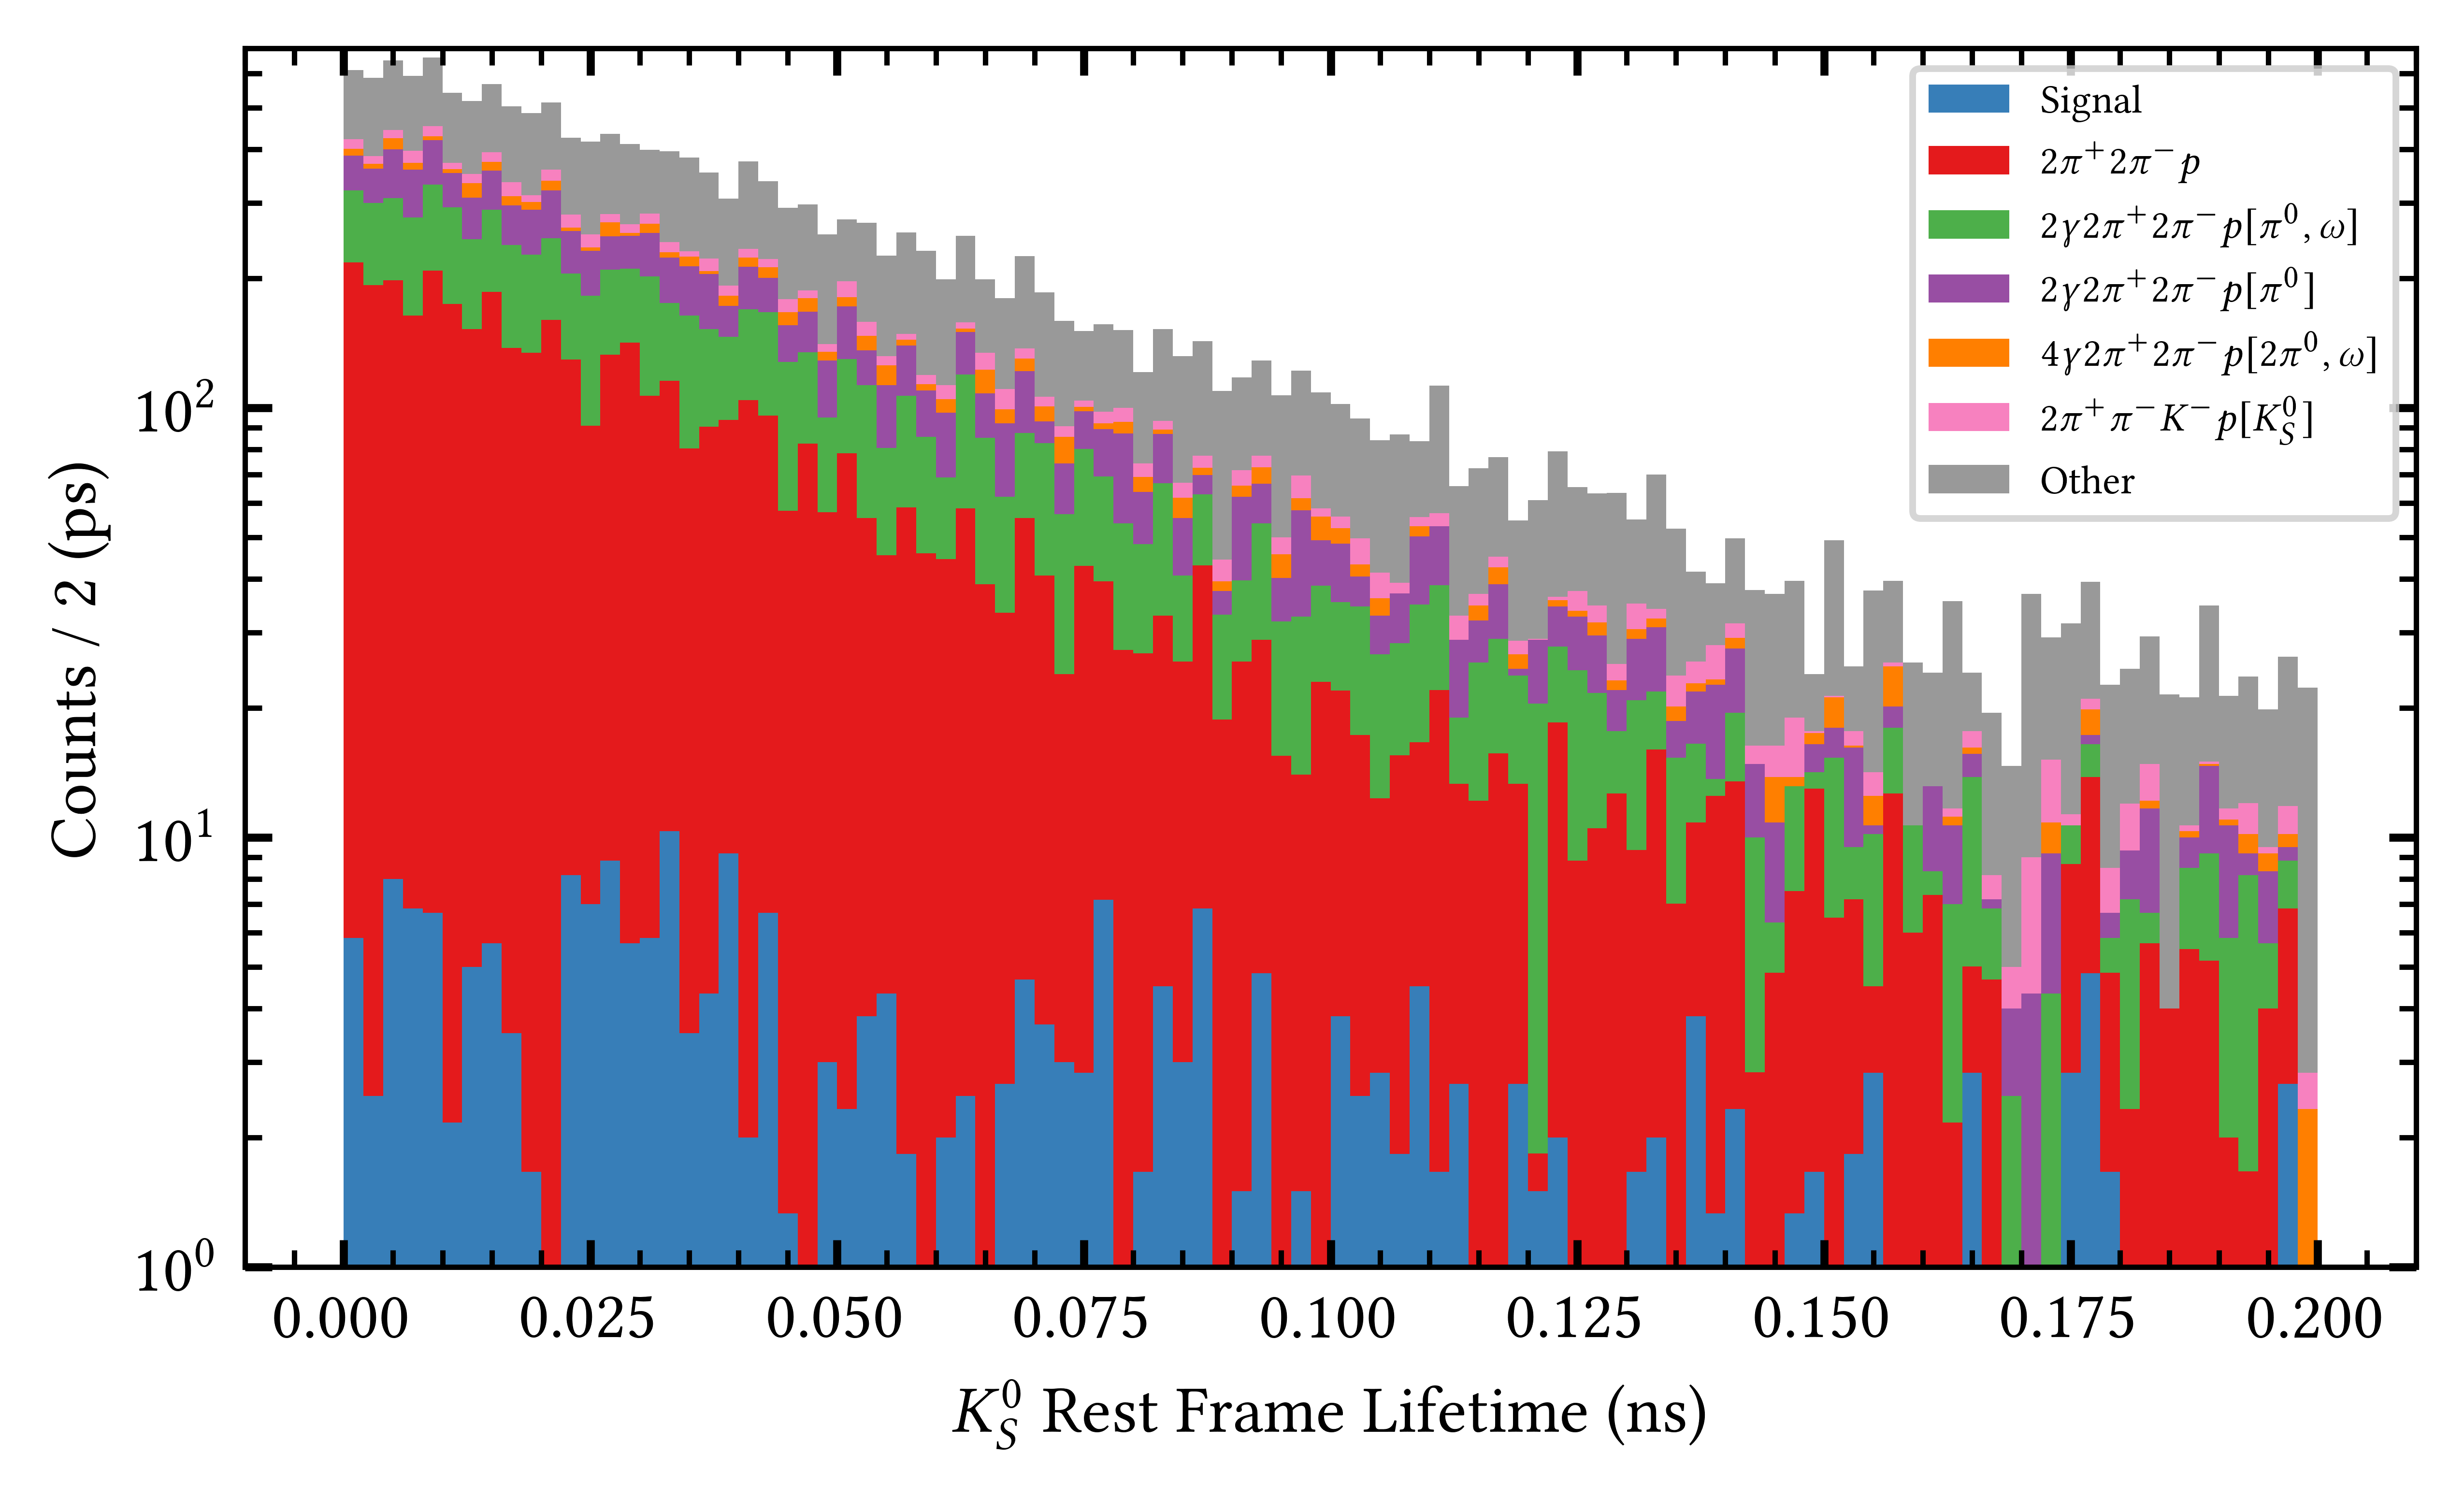 Counts / 2 (ps)
10²
10¹
10⁰
Signal
2π⁺2π⁻p
2γ2π⁺2π⁻p[π⁰, ω]
2γ2π⁺2π⁻p[π⁰]
4γ2π⁺2π⁻p[2π⁰, ω]
2π⁺π⁻K⁻p[K⁰_S]
Other
0.000 0.025 0.050 0.075 0.100 0.125 0.150 0.175 0.200
K⁰_S Rest Frame Lifetime (ns)